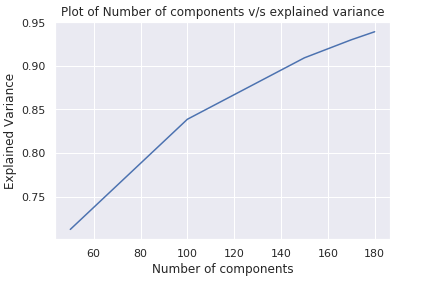 Plot of Number of components v/s explained variance
0.95
0.90
0.85
0.80
0.75
Explained Variance
60 80 100 120 140 160 180
Number of components